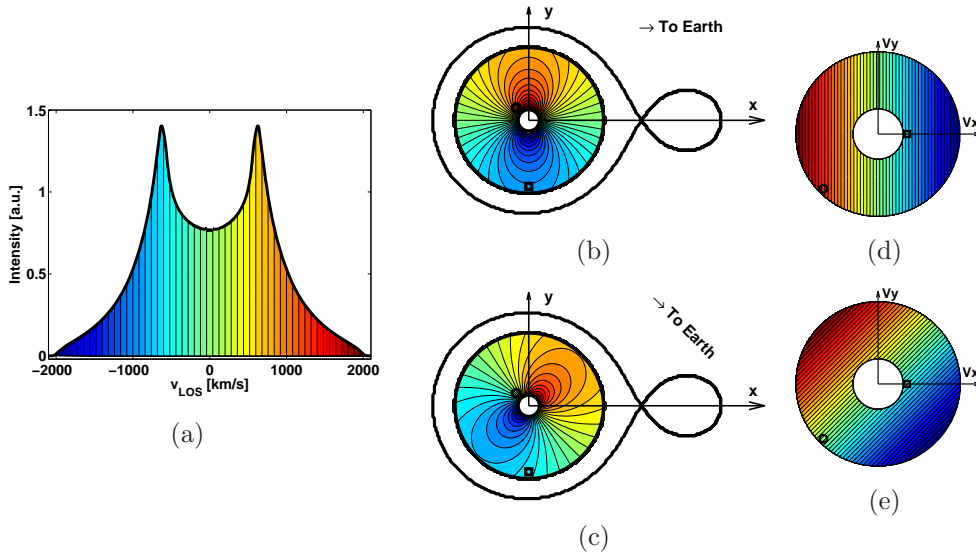 Intensity [a.u.]
1.5
1
0.5
0
−2000
−1000
0
1000
2000
v_LOS [km/s]
(a)
y
→ To Earth
x
(b)
y
→ To Earth
x
(c)
Vy
Vx
(d)
Vy
Vx
(e)